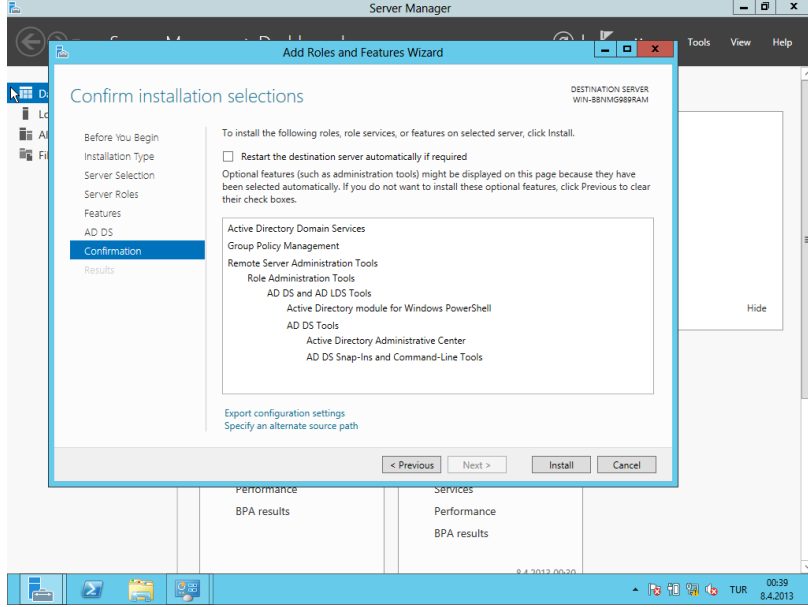 Server Manager
Tools View Help
Add Roles and Features Wizard
Confirm installation selections
DESTINATION SERVER
WIN-BBNMG989RAM
Before You Begin
Installation Type
Server Selection
Server Roles
Features
AD DS
Confirmation
Results
To install the following roles, role services, or features on selected server, click Install.
Restart the destination server automatically if required
Optional features (such as administration tools) might be displayed on this page because they have
been selected automatically. If you do not want to install these optional features, click Previous to clear
their check boxes.
Active Directory Domain Services
Group Policy Management
Remote Server Administration Tools
Role Administration Tools
AD DS and AD LDS Tools
Active Directory module for Windows PowerShell
AD DS Tools
Active Directory Administrative Center
AD DS Snap-Ins and Command-Line Tools
Export configuration settings
Specify an alternate source path
< Previous Next > Install Cancel
Hide
Performance
BPA results
Services
Performance
BPA results
8.4.2013 00:30
TUR
00:39
8.4.2013